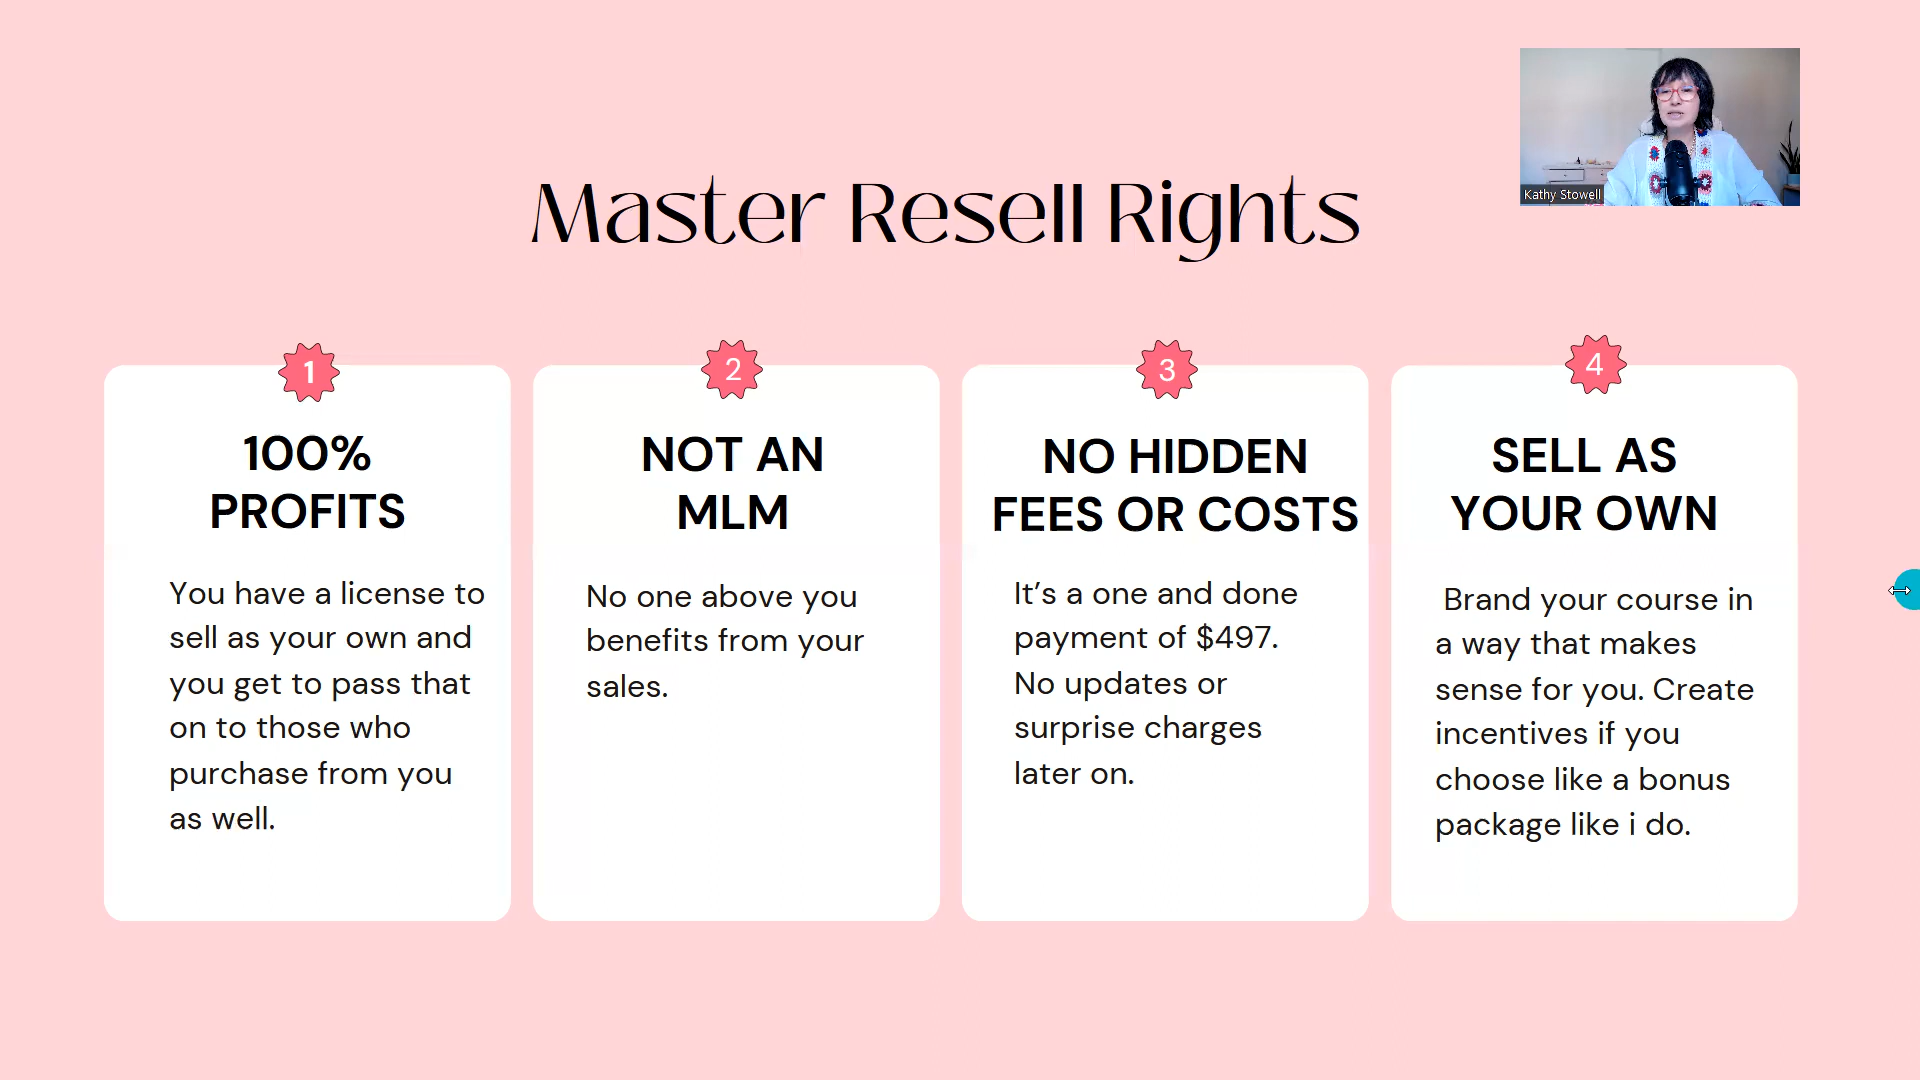 Kathy Stowell
Master Resell Rights
1
100%
PROFITS
You have a license to
sell as your own and
you get to pass that
on to those who
purchase from you
as well.
2
NOT AN
MLM
No one above you
benefits from your
sales.
3
NO HIDDEN
FEES OR COSTS
It’s a one and done
payment of $497.
No updates or
surprise charges
later on.
4
SELL AS
YOUR OWN
Brand your course in
a way that makes
sense for you. Create
incentives if you
choose like a bonus
package like i do.